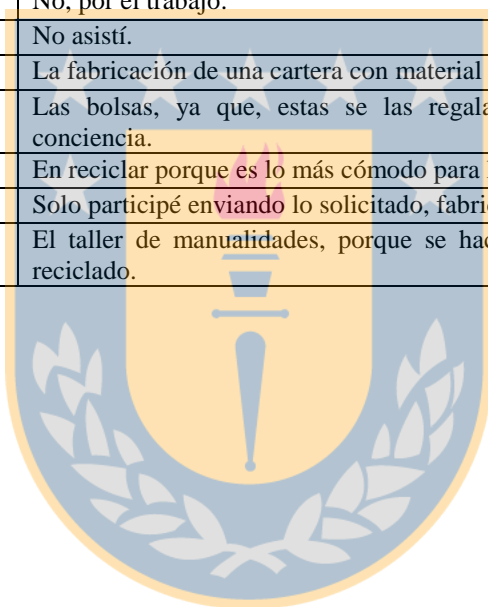 No, por el trabajo.
No asistí.
La fabricación de una cartera con material
Las bolsas, ya que, estas se las regala
conciencia.
En reciclar porque es lo más cómodo para
Solo participé enviando lo solicitado, fabri
El taller de manualidades, porque se hac
reciclado.